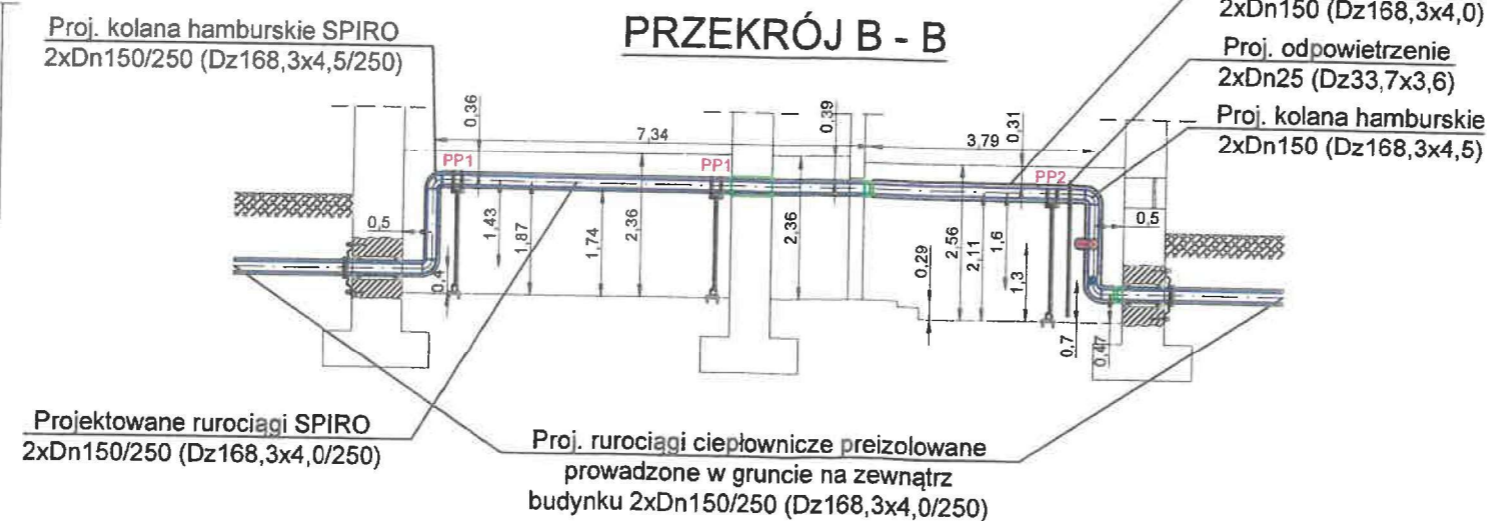 PRZEKRÓJ B - B
Proj. kolana hamburskie SPIRO
2xDn150/250 (Dz168,3x4,5/250)
2xDn150 (Dz168,3x4,0)
Proj. odpowietrzenie
2xDn25 (Dz33,7x3,6)
Proj. kolana hamburskie
2xDn150 (Dz168,3x4,5)
0,36
7,34
0,39
3,79
0,31
PP1
PP1
PP2
0,5
1,43
1,87
1,74
2,36
2,36
0,29
2,56
2,11
1,6
1,3
0,5
0,4
0,7
0,47
Projektowane rurociągi SPIRO
2xDn150/250 (Dz168,3x4,0/250)
Proj. rurociągi ciepłownicze preizolowane
prowadzone w gruncie na zewnątrz
budynku 2xDn150/250 (Dz168,3x4,0/250)